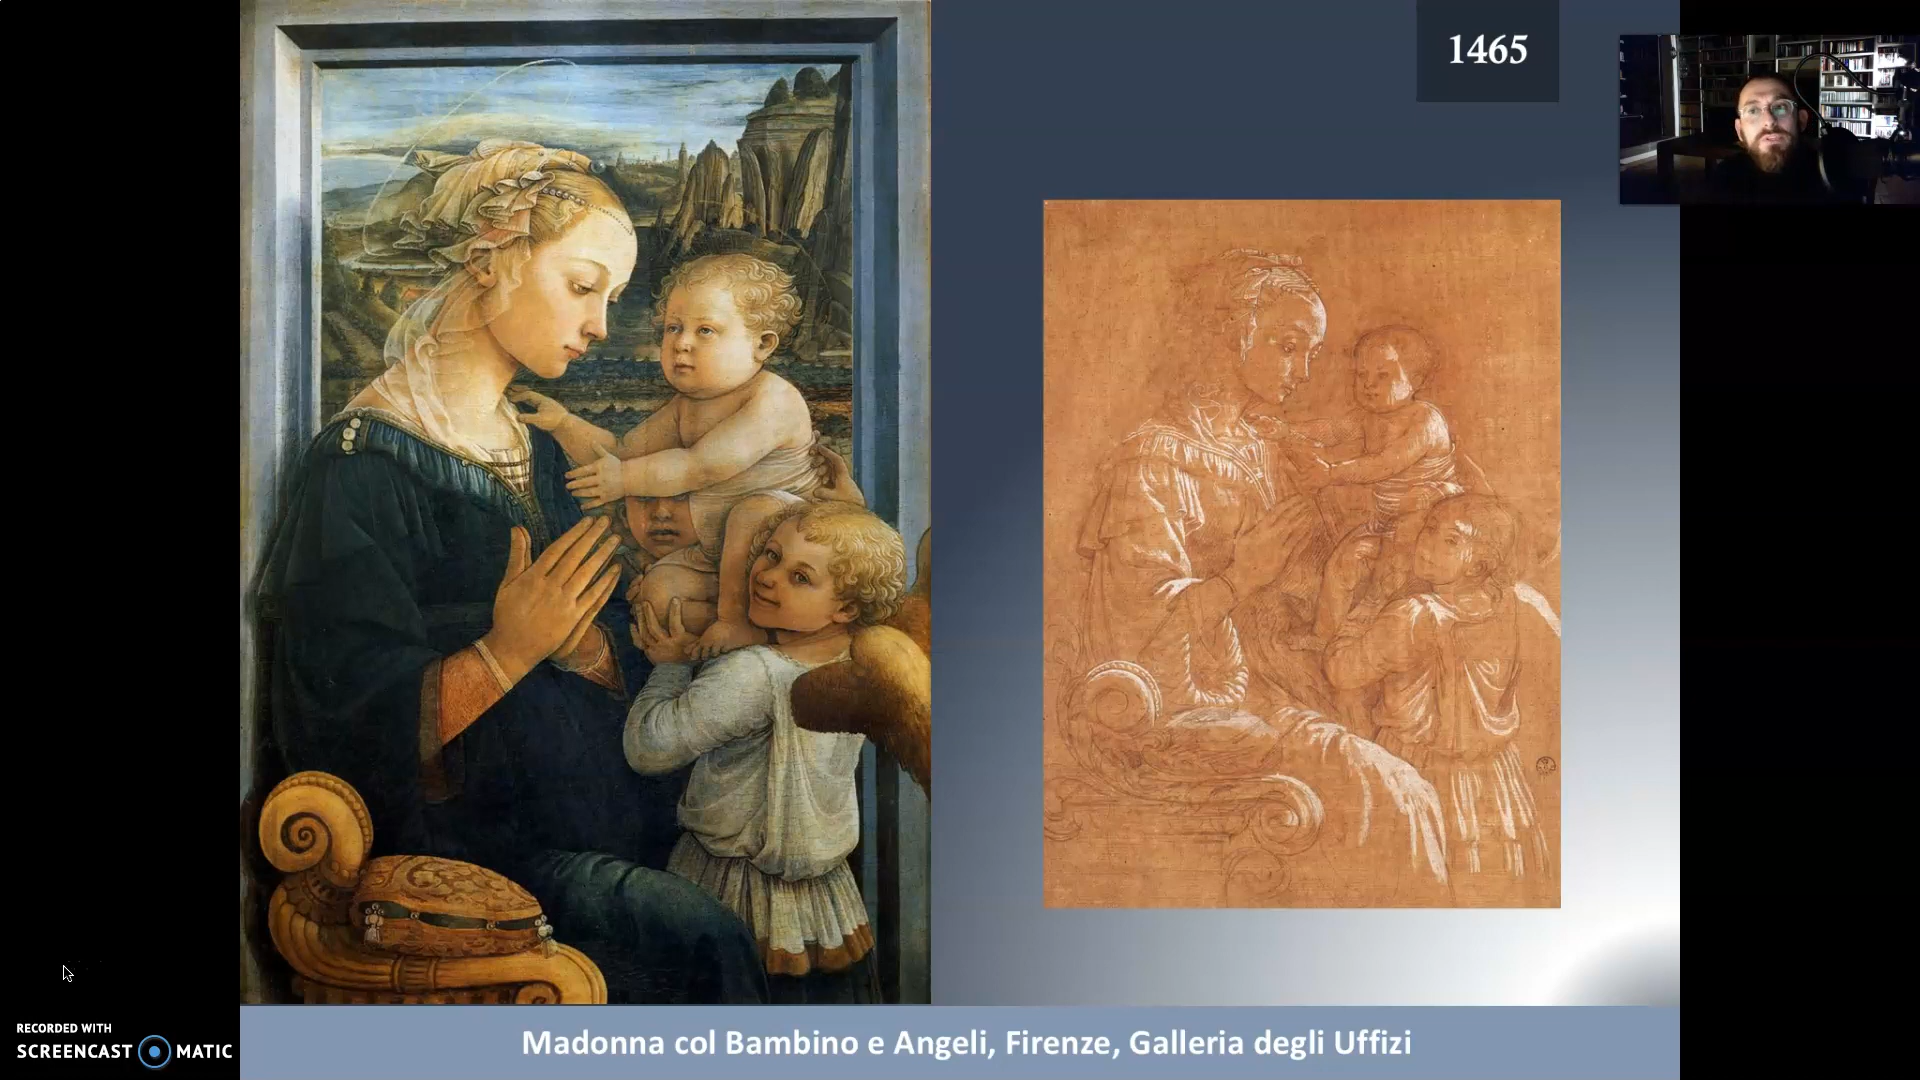 1465
Madonna col Bambino e Angeli, Firenze, Galleria degli Uffizi
RECORDED WITH
SCREENCAST MATIC